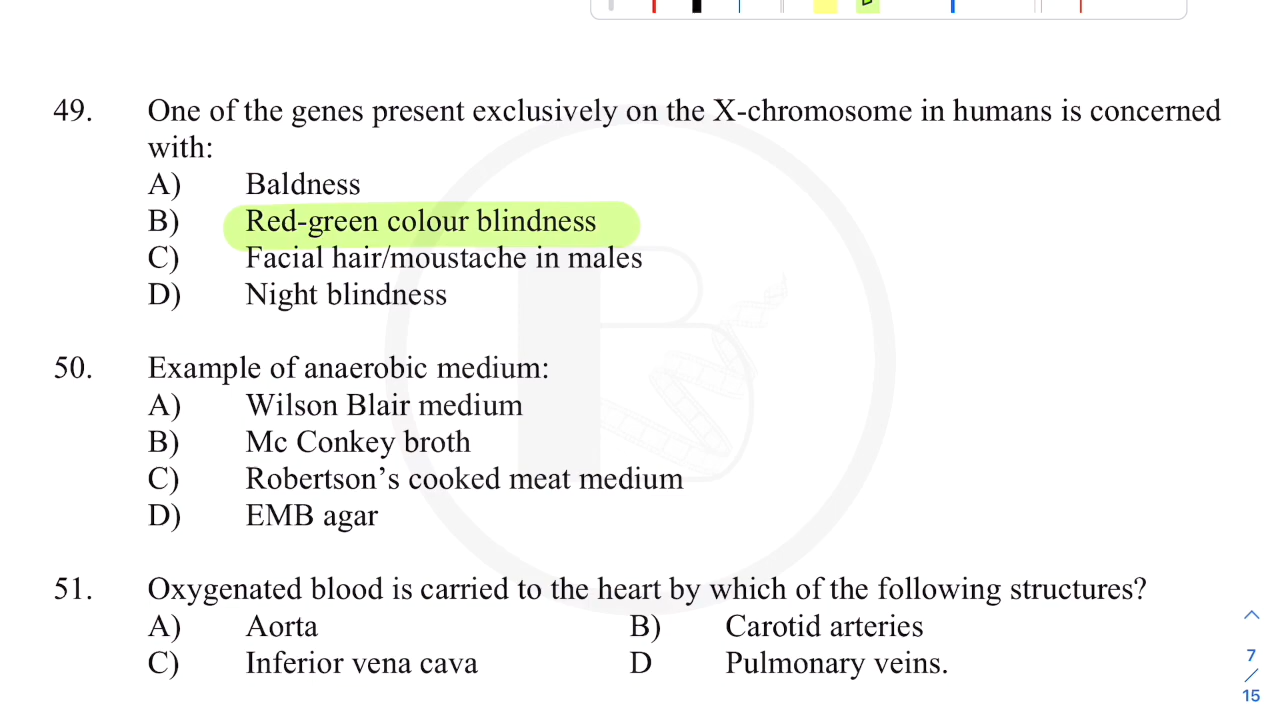 49. One of the genes present exclusively on the X-chromosome in humans is concerned
with:
A) Baldness
B) Red-green colour blindness
C) Facial hair/moustache in males
D) Night blindness
50. Example of anaerobic medium:
A) Wilson Blair medium
B) Mc Conkey broth
C) Robertson’s cooked meat medium
D) EMB agar
51. Oxygenated blood is carried to the heart by which of the following structures?
A) Aorta B) Carotid arteries
C) Inferior vena cava D Pulmonary veins.
7
/
15